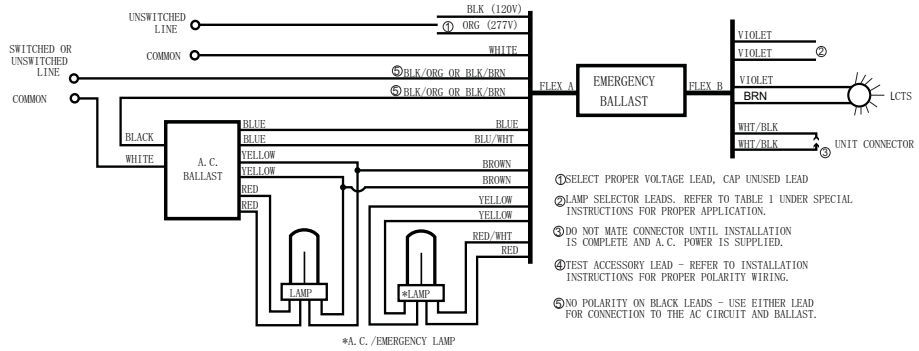 UNSWITCHED
LINE
BLK (120V)
① ORG (277V)
COMMON
WHITE
SWITCHED OR
UNSWITCHED
LINE
⑤BLK/ORG OR BLK/BRN
COMMON
⑤BLK/ORG OR BLK/BRN
BLACK
WHITE
A.C.
BALLAST
BLUE
BLUE
BLUE
BLU/WHT
YELLOW
YELLOW
BROWN
BROWN
RED
RED
YELLOW
YELLOW
RED/WHT
RED
LAMP
*LAMP
*A.C./EMERGENCY LAMP
FLEX A
EMERGENCY
BALLAST
FLEX B
VIOLET
VIOLET
②
VIOLET
BRN
LCTS
WHT/BLK
WHT/BLK
③
UNIT CONNECTOR
①SELECT PROPER VOLTAGE LEAD, CAP UNUSED LEAD
②LAMP SELECTOR LEADS. REFER TO TABLE 1 UNDER SPECIAL
INSTRUCTIONS FOR PROPER APPLICATION.
③DO NOT MATE CONNECTOR UNTIL INSTALLATION
IS COMPLETE AND A.C. POWER IS SUPPLIED.
④TEST ACCESSORY LEAD - REFER TO INSTALLATION
INSTRUCTIONS FOR PROPER POLARITY WIRING.
⑤NO POLARITY ON BLACK LEADS - USE EITHER LEAD
FOR CONNECTION TO THE AC CIRCUIT AND BALLAST.